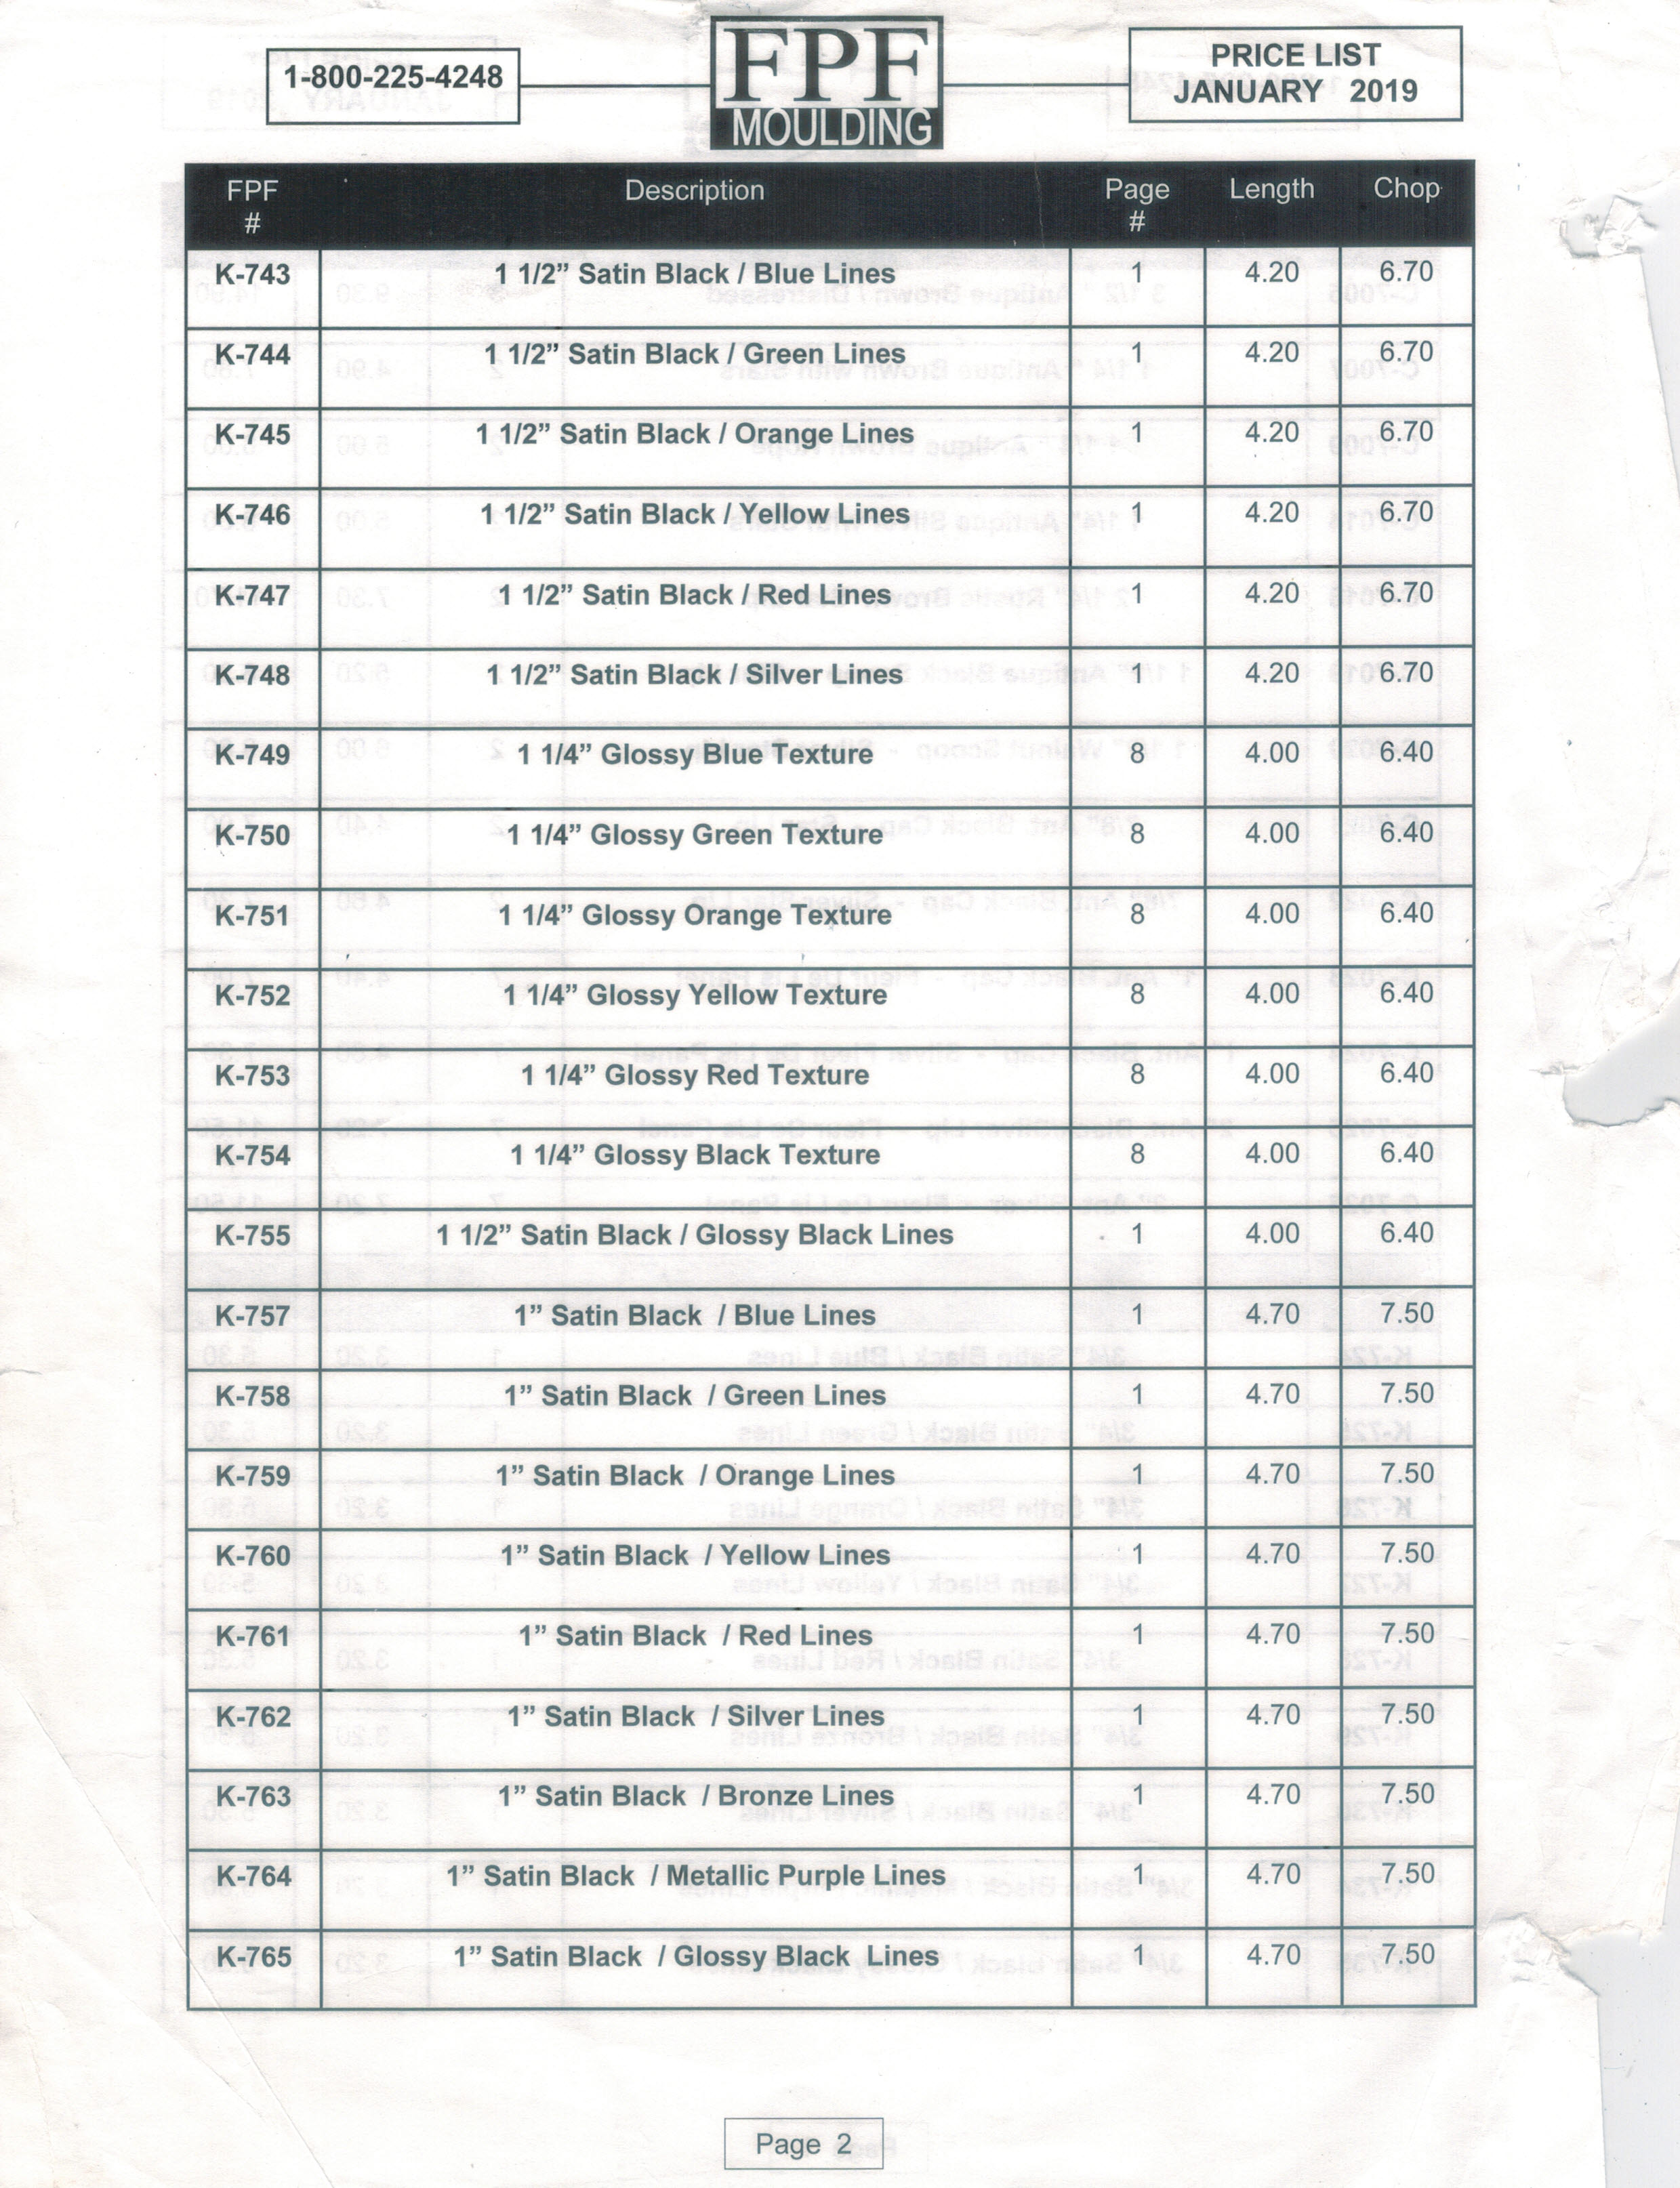 1-800-225-4248
FPF
MOULDING
PRICE LIST
JANUARY 2019
FPF # Description Page # Length Chop
K-743 1 1/2” Satin Black / Blue Lines 1 4.20 6.70
K-744 1 1/2” Satin Black / Green Lines 1 4.20 6.70
K-745 1 1/2” Satin Black / Orange Lines 1 4.20 6.70
K-746 1 1/2” Satin Black / Yellow Lines 1 4.20 6.70
K-747 1 1/2” Satin Black / Red Lines 1 4.20 6.70
K-748 1 1/2” Satin Black / Silver Lines 1 4.20 6.70
K-749 1 1/4” Glossy Blue Texture 8 4.00 6.40
K-750 1 1/4” Glossy Green Texture 8 4.00 6.40
K-751 1 1/4” Glossy Orange Texture 8 4.00 6.40
K-752 1 1/4” Glossy Yellow Texture 8 4.00 6.40
K-753 1 1/4” Glossy Red Texture 8 4.00 6.40
K-754 1 1/4” Glossy Black Texture 8 4.00 6.40
K-755 1 1/2” Satin Black / Glossy Black Lines 1 4.00 6.40
K-757 1” Satin Black / Blue Lines 1 4.70 7.50
K-758 1” Satin Black / Green Lines 1 4.70 7.50
K-759 1” Satin Black / Orange Lines 1 4.70 7.50
K-760 1” Satin Black / Yellow Lines 1 4.70 7.50
K-761 1” Satin Black / Red Lines 1 4.70 7.50
K-762 1” Satin Black / Silver Lines 1 4.70 7.50
K-763 1” Satin Black / Bronze Lines 1 4.70 7.50
K-764 1” Satin Black / Metallic Purple Lines 1 4.70 7.50
K-765 1” Satin Black / Glossy Black Lines 1 4.70 7.50
Page 2